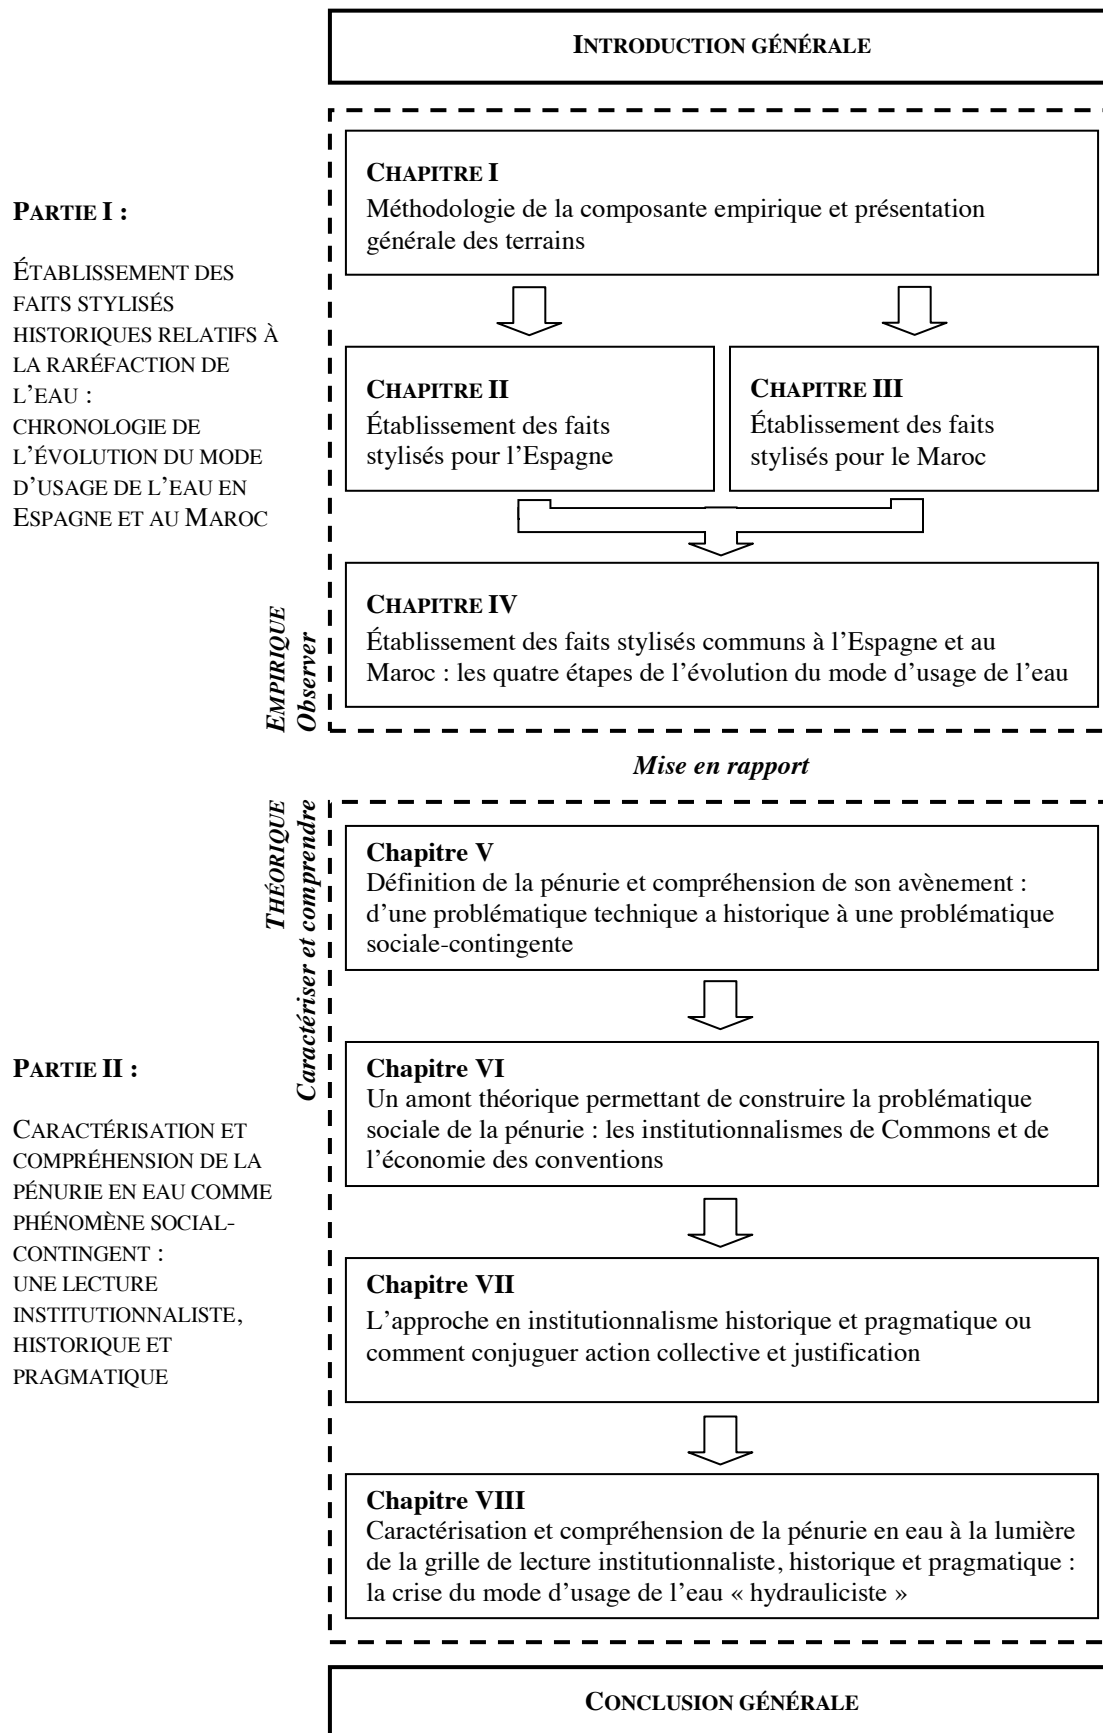 INTRODUCTION GÉNÉRALE
PARTIE I :
ÉTABLISSEMENT DES
FAITS STYLISÉS
HISTORIQUES RELATIFS À
LA RARÉFACTION DE
L’EAU :
CHRONOLOGIE DE
L’ÉVOLUTION DU MODE
D’USAGE DE L’EAU EN
ESPAGNE ET AU MAROC
EMPIRIQUE
Observer
CHAPITRE I
Méthodologie de la composante empirique et présentation
générale des terrains
CHAPITRE II
Établissement des faits
stylisés pour l’Espagne
CHAPITRE III
Établissement des faits
stylisés pour le Maroc
CHAPITRE IV
Établissement des faits stylisés communs à l’Espagne et au
Maroc : les quatre étapes de l’évolution du mode d’usage de l’eau
Mise en rapport
THÉORIQUE
Caractériser et comprendre
PARTIE II :
CARACTÉRISATION ET
COMPRÉHENSION DE LA
PÉNURIE EN EAU COMME
PHÉNOMÈNE SOCIAL-
CONTINGENT :
UNE LECTURE
INSTITUTIONNALISTE,
HISTORIQUE ET
PRAGMATIQUE
Chapitre V
Définition de la pénurie et compréhension de son avènement :
d’une problématique technique a historique à une problématique
sociale-contingente
Chapitre VI
Un amont théorique permettant de construire la problématique
sociale de la pénurie : les institutionnalismes de Commons et de
l’économie des conventions
Chapitre VII
L’approche en institutionnalisme historique et pragmatique ou
comment conjuguer action collective et justification
Chapitre VIII
Caractérisation et compréhension de la pénurie en eau à la lumière
de la grille de lecture institutionnaliste, historique et pragmatique :
la crise du mode d’usage de l’eau « hydrauliciste »
CONCLUSION GÉNÉRALE